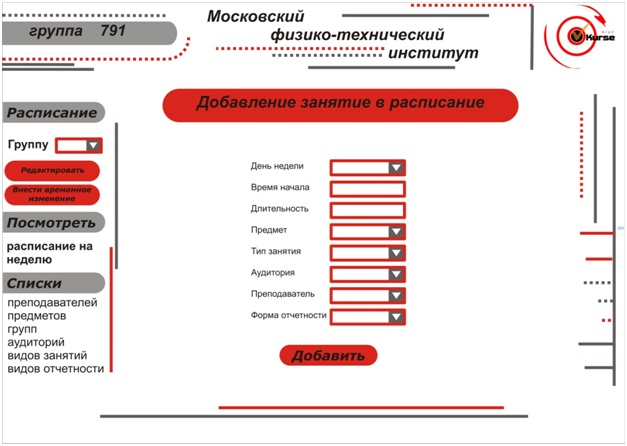 группа 791
Московский
физико-технический
институт
Kurse
Расписание
Группу
Редактировать
Внести временное
изменение
Посмотреть
расписание на
неделю
Списки
преподавателей
предметов
групп
аудиторий
видов занятий
видов отчетности
Добавление занятие в расписание
День недели
Время начала
Длительность
Предмет
Тип занятия
Аудитория
Преподаватель
Форма отчетности
Добавить